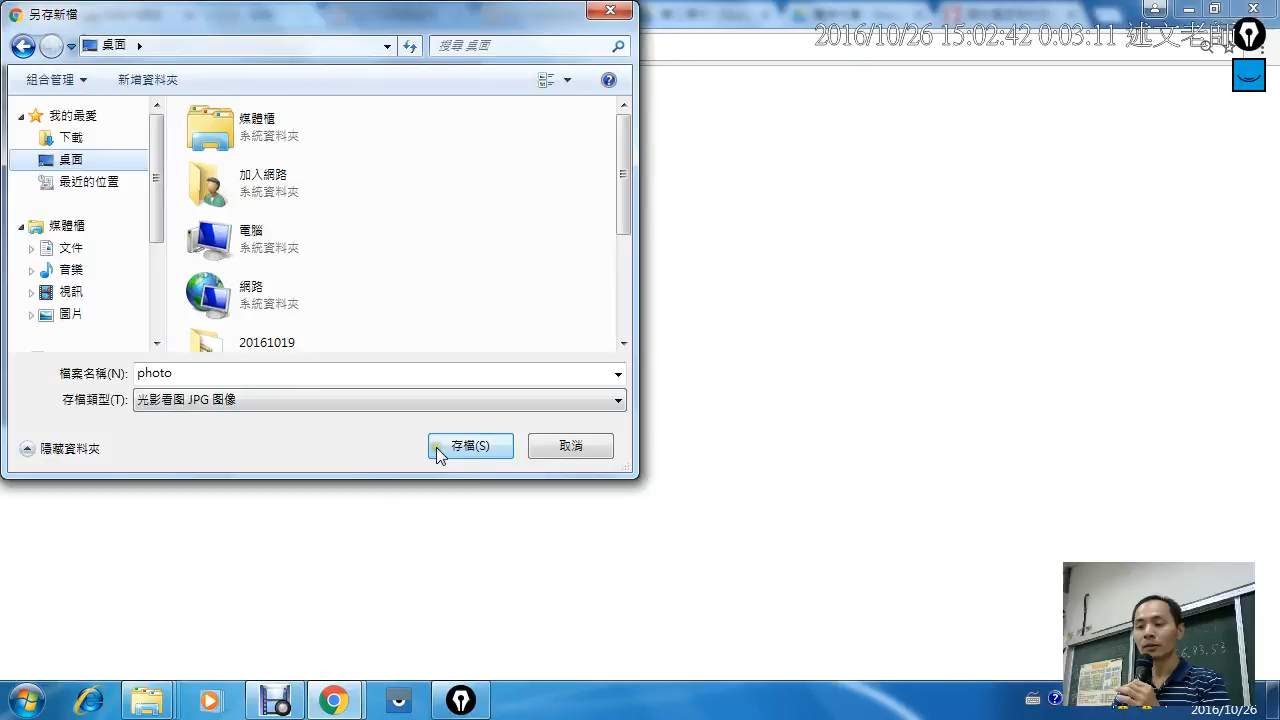 另存新檔
2016/10/26 15:02:42 0:03:11 述文老師
桌面
搜尋 桌面
組合管理
新增資料夾
我的最愛
下載
桌面
最近的位置
媒體櫃
文件
音樂
視訊
圖片
媒體櫃
系統資料夾
加入網路
系統資料夾
電腦
系統資料夾
網路
系統資料夾
20161019
檔案名稱(N):
photo
存檔類型(T):
光影看图 JPG 图像
隱藏資料夾
存檔(S)
取消
2016/10/26